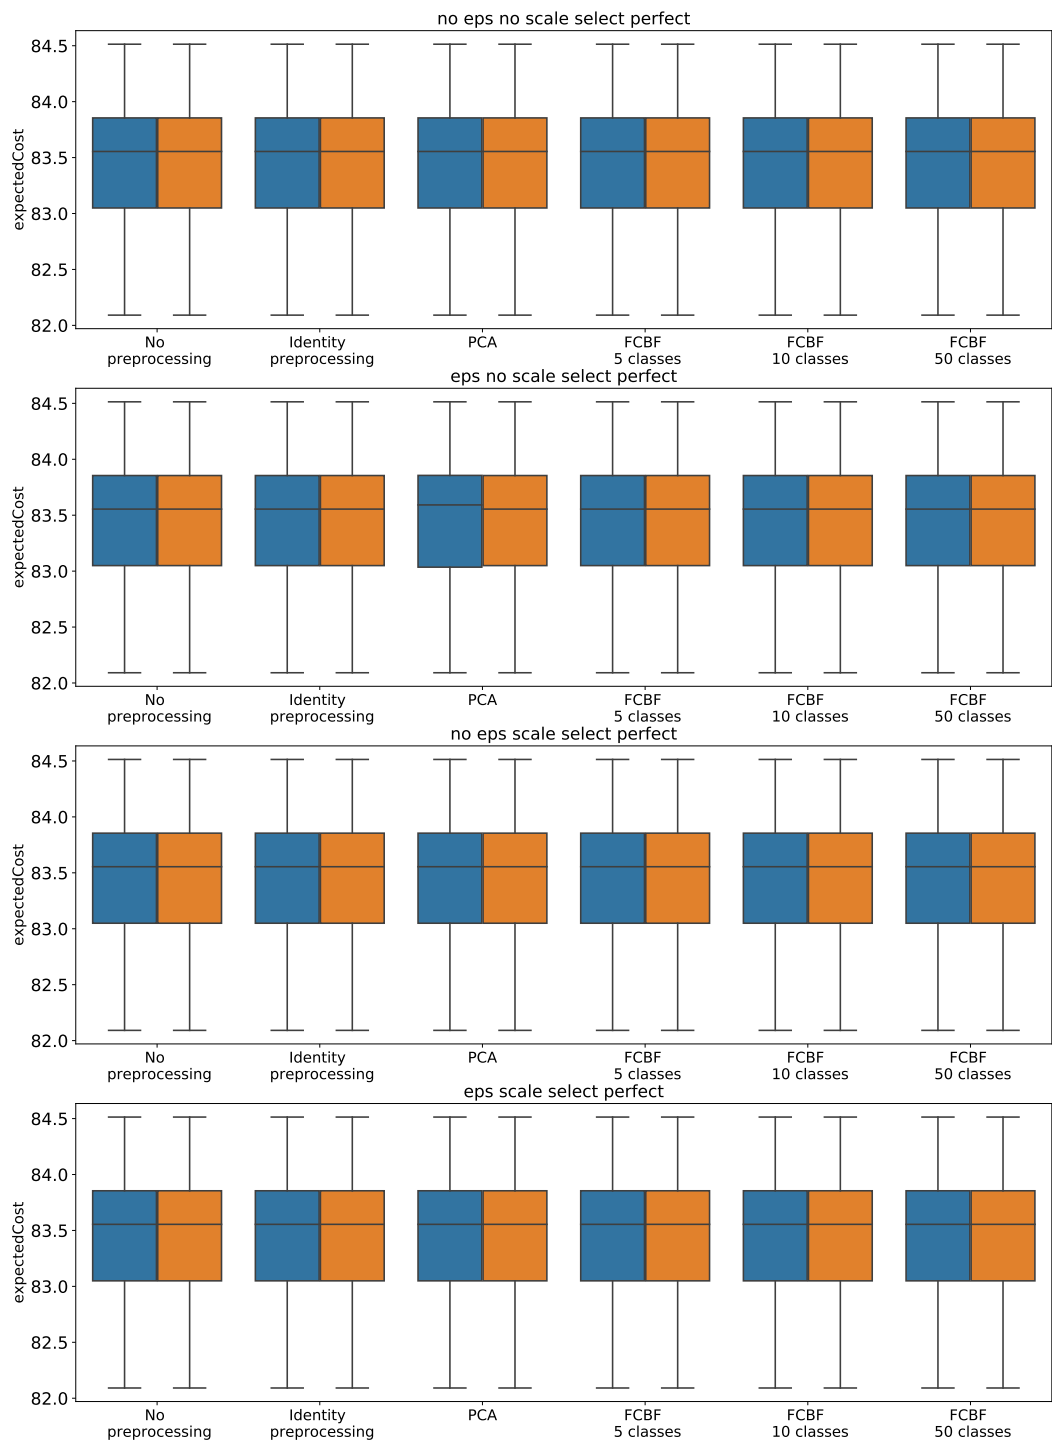 no eps no scale select perfect
84.5
84.0
83.5
83.0
82.5
82.0
expectedCost
No
preprocessing
Identity
preprocessing
PCA
FCBF
5 classes
FCBF
10 classes
FCBF
50 classes
eps no scale select perfect
84.5
84.0
83.5
83.0
82.5
82.0
expectedCost
No
preprocessing
Identity
preprocessing
PCA
FCBF
5 classes
FCBF
10 classes
FCBF
50 classes
no eps scale select perfect
84.5
84.0
83.5
83.0
82.5
82.0
expectedCost
No
preprocessing
Identity
preprocessing
PCA
FCBF
5 classes
FCBF
10 classes
FCBF
50 classes
eps scale select perfect
84.5
84.0
83.5
83.0
82.5
82.0
expectedCost
No
preprocessing
Identity
preprocessing
PCA
FCBF
5 classes
FCBF
10 classes
FCBF
50 classes